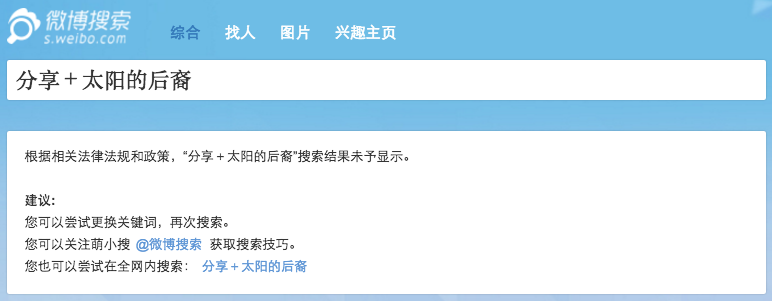 微博搜索
s.weibo.com
综合 找人 图片 兴趣主页
分享＋太阳的后裔
根据相关法律法规和政策，“分享＋太阳的后裔”搜索结果未予显示。
建议：
您可以尝试更换关键词，再次搜索。
您可以关注萌小搜 @微博搜索 获取搜索技巧。
您也可以尝试在全网内搜索： 分享＋太阳的后裔